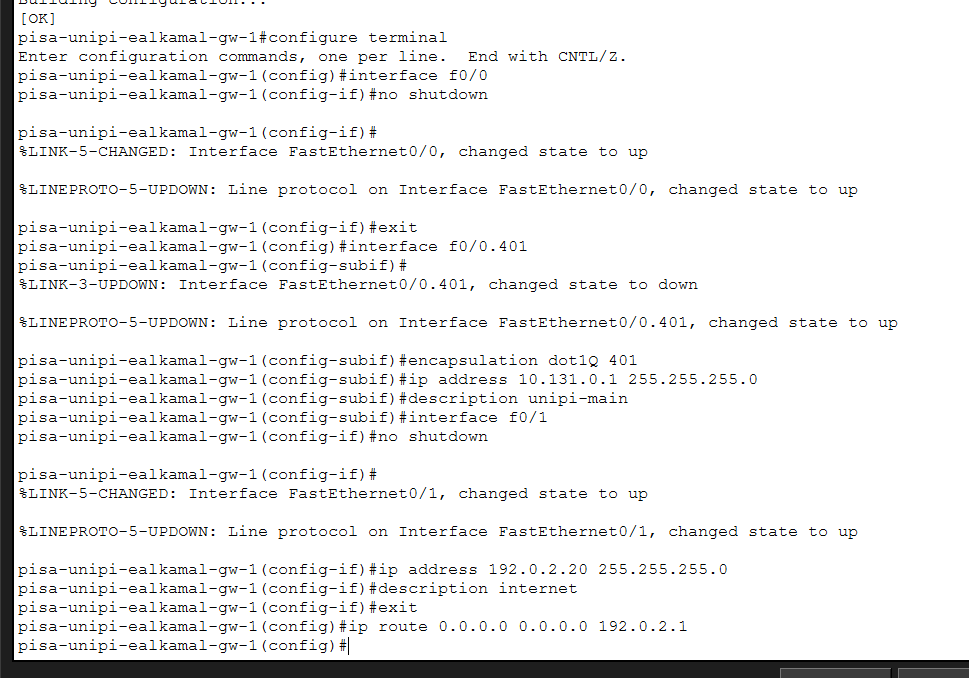 Building configuration...
[OK]
pisa-unipi-ealkamal-gw-1#configure terminal
Enter configuration commands, one per line.  End with CNTL/Z.
pisa-unipi-ealkamal-gw-1(config)#interface f0/0
pisa-unipi-ealkamal-gw-1(config-if)#no shutdown
pisa-unipi-ealkamal-gw-1(config-if)#
%LINK-5-CHANGED: Interface FastEthernet0/0, changed state to up
%LINEPROTO-5-UPDOWN: Line protocol on Interface FastEthernet0/0, changed state to up
pisa-unipi-ealkamal-gw-1(config-if)#exit
pisa-unipi-ealkamal-gw-1(config)#interface f0/0.401
pisa-unipi-ealkamal-gw-1(config-subif)#
%LINK-3-UPDOWN: Interface FastEthernet0/0.401, changed state to down
%LINEPROTO-5-UPDOWN: Line protocol on Interface FastEthernet0/0.401, changed state to up
pisa-unipi-ealkamal-gw-1(config-subif)#encapsulation dot1Q 401
pisa-unipi-ealkamal-gw-1(config-subif)#ip address 10.131.0.1 255.255.255.0
pisa-unipi-ealkamal-gw-1(config-subif)#description unipi-main
pisa-unipi-ealkamal-gw-1(config-subif)#interface f0/1
pisa-unipi-ealkamal-gw-1(config-if)#no shutdown
pisa-unipi-ealkamal-gw-1(config-if)#
%LINK-5-CHANGED: Interface FastEthernet0/1, changed state to up
%LINEPROTO-5-UPDOWN: Line protocol on Interface FastEthernet0/1, changed state to up
pisa-unipi-ealkamal-gw-1(config-if)#ip address 192.0.2.20 255.255.255.0
pisa-unipi-ealkamal-gw-1(config-if)#description internet
pisa-unipi-ealkamal-gw-1(config-if)#exit
pisa-unipi-ealkamal-gw-1(config)#ip route 0.0.0.0 0.0.0.0 192.0.2.1
pisa-unipi-ealkamal-gw-1(config)#